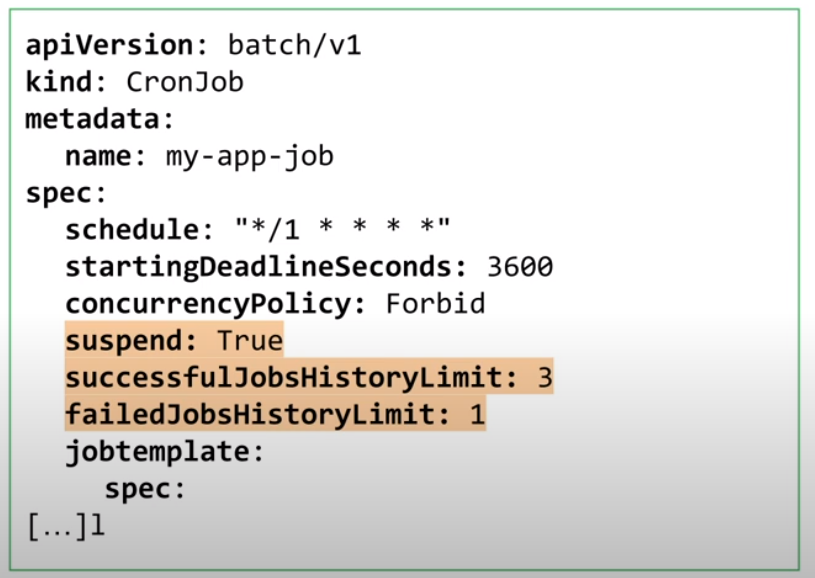 apiVersion: batch/v1
kind: CronJob
metadata:
  name: my-app-job
spec:
  schedule: "*/1 * * * *"
  startingDeadlineSeconds: 3600
  concurrencyPolicy: Forbid
  suspend: True
  successfulJobsHistoryLimit: 3
  failedJobsHistoryLimit: 1
  jobtemplate:
    spec:
[…]l